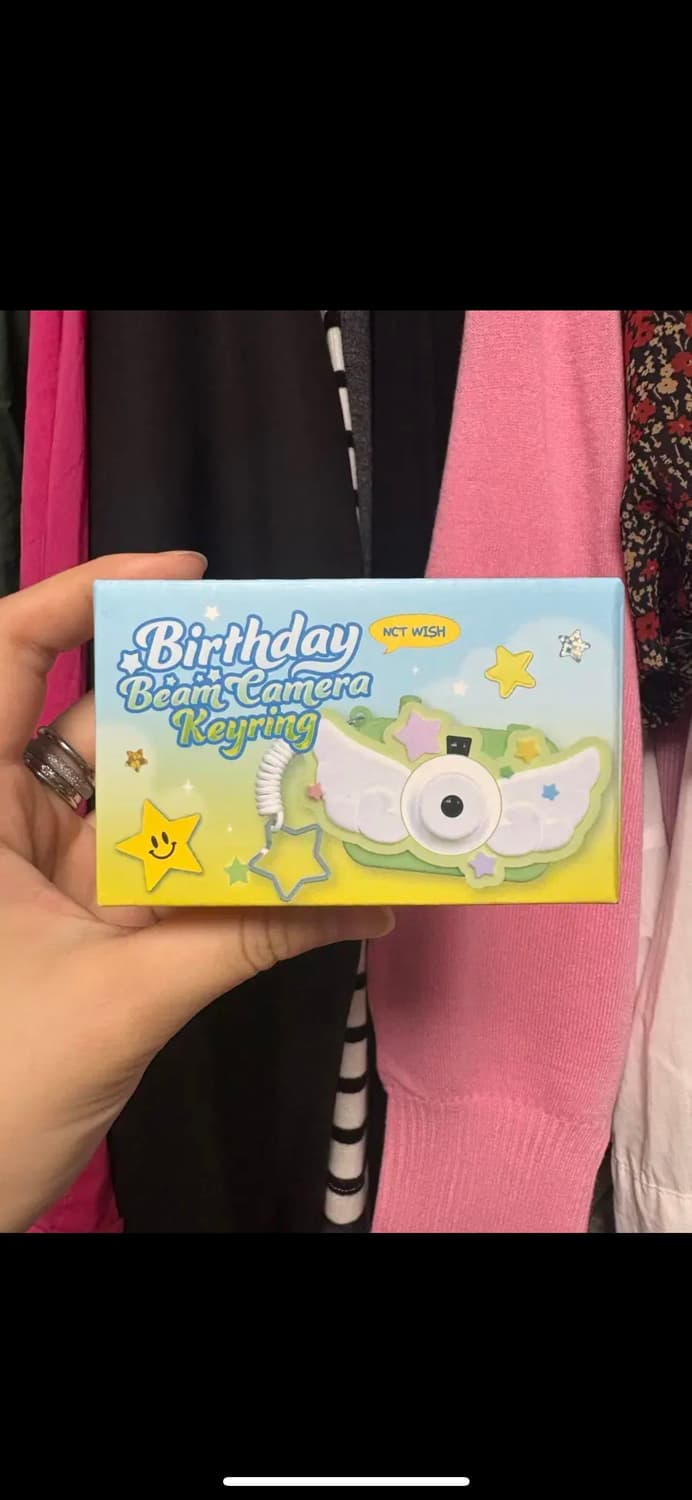 Birthday
NCT WISH
Beam Camera
Keyring